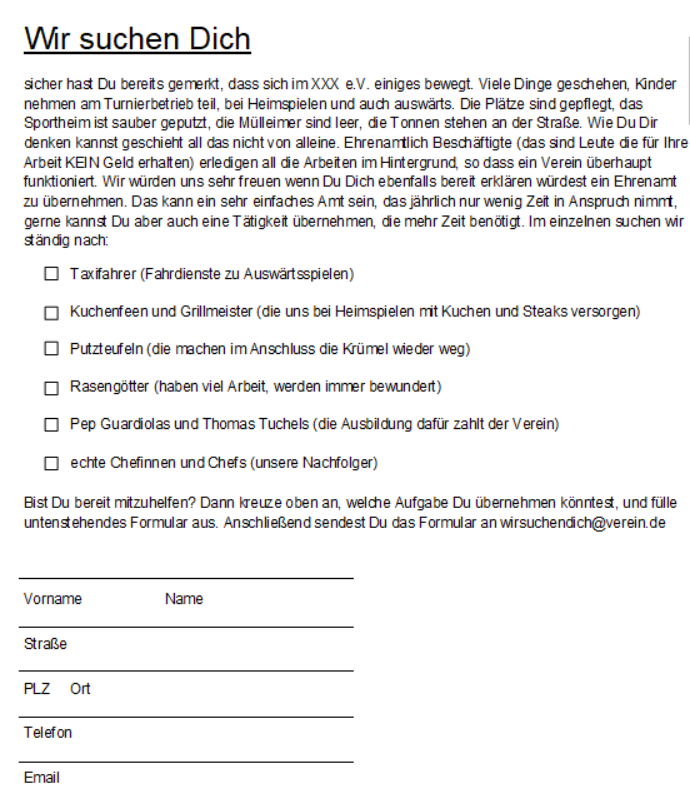 Wir suchen Dich
sicher hast Du bereits gemerkt, dass sich im XXX e.V. einiges bewegt. Viele Dinge geschehen, Kinder
nehmen am Turnierbetrieb teil, bei Heimspielen und auch auswärts. Die Plätze sind gepflegt, das
Sportheim ist sauber geputzt, die Mülleimer sind leer, die Tonnen stehen an der Straße. Wie Du Dir
denken kannst geschieht all das nicht von alleine. Ehrenamtlich Beschäftigte (das sind Leute die für Ihre
Arbeit KEIN Geld erhalten) erledigen all die Arbeiten im Hintergrund, so dass ein Verein überhaupt
funktioniert. Wir würden uns sehr freuen wenn Du Dich ebenfalls bereit erklären würdest ein Ehrenamt
zu übernehmen. Das kann ein sehr einfaches Amt sein, das jährlich nur wenig Zeit in Anspruch nimmt,
gerne kannst Du aber auch eine Tätigkeit übernehmen, die mehr Zeit benötigt. Im einzelnen suchen wir
ständig nach:
Taxifahrer (Fahrdienste zu Auswärtsspielen)
Kuchenfeen und Grillmeister (die uns bei Heimspielen mit Kuchen und Steaks versorgen)
Putzteufeln (die machen im Anschluss die Krümel wieder weg)
Rasengötter (haben viel Arbeit, werden immer bewundert)
Pep Guardiolas und Thomas Tuchels (die Ausbildung dafür zahlt der Verein)
echte Chefinnen und Chefs (unsere Nachfolger)
Bist Du bereit mitzuhelfen? Dann kreuze oben an, welche Aufgabe Du übernehmen könntest, und fülle
untenstehendes Formular aus. Anschließend sendest Du das Formular an wirsuchendich@verein.de
Vorname Name
Straße
PLZ Ort
Telefon
Email